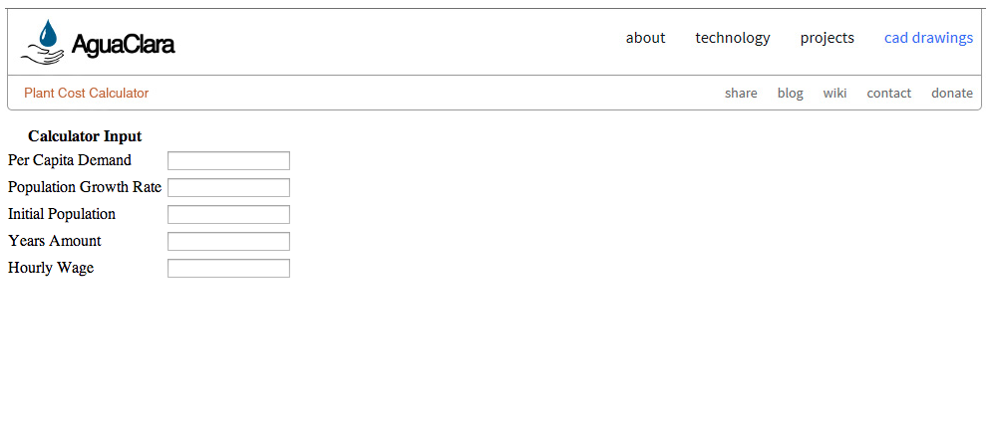 AguaClara
about technology projects cad drawings
Plant Cost Calculator
share blog wiki contact donate
Calculator Input
Per Capita Demand
Population Growth Rate
Initial Population
Years Amount
Hourly Wage